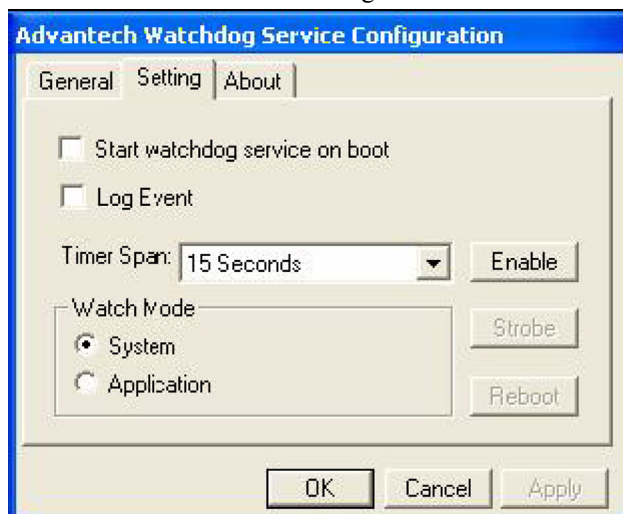 Advantech Watchdog Service Configuration
General Setting About
Start watchdog service on boot
Log Event
Timer Span: 15 Seconds Enable
Watch Mode
System
Application
Strobe
Reboot
OK Cancel Apply